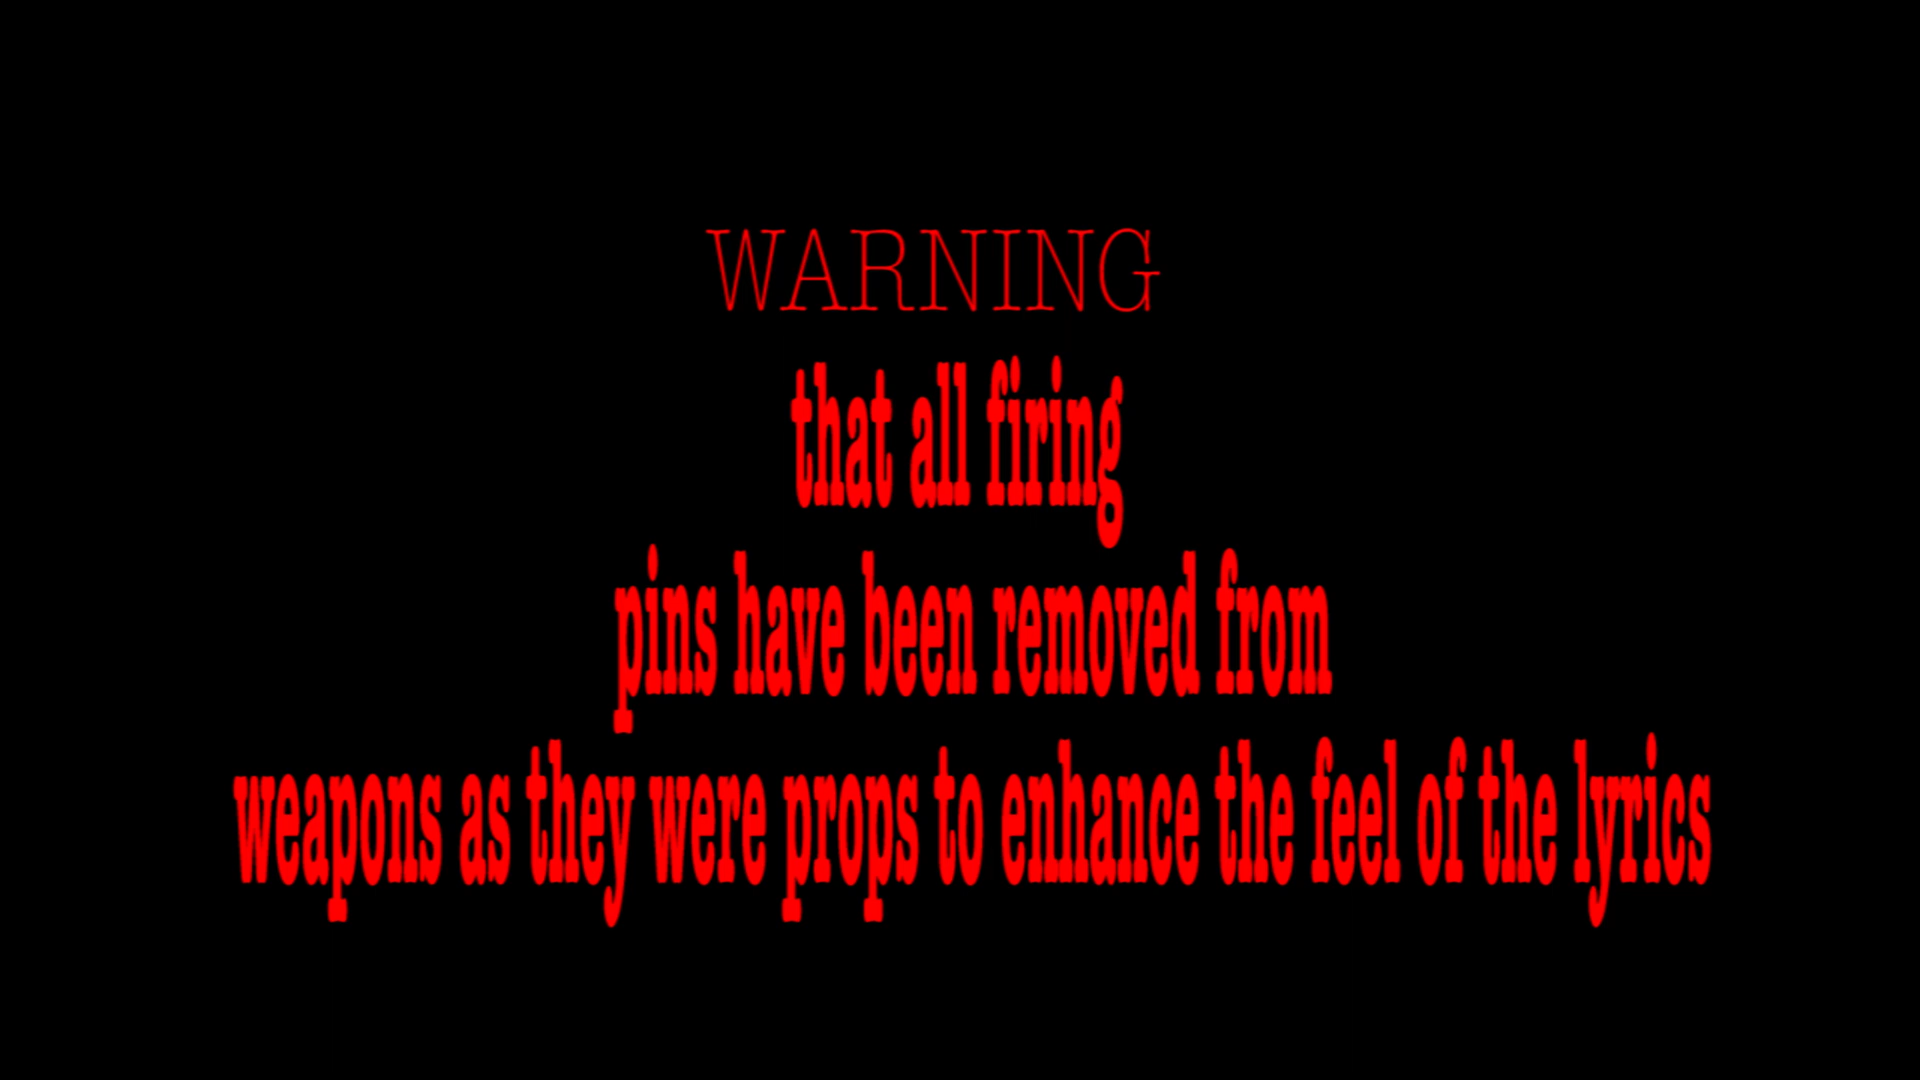 WARNING
that all firing
pins have been removed from
weapons as they were props to enhance the feel of the lyrics